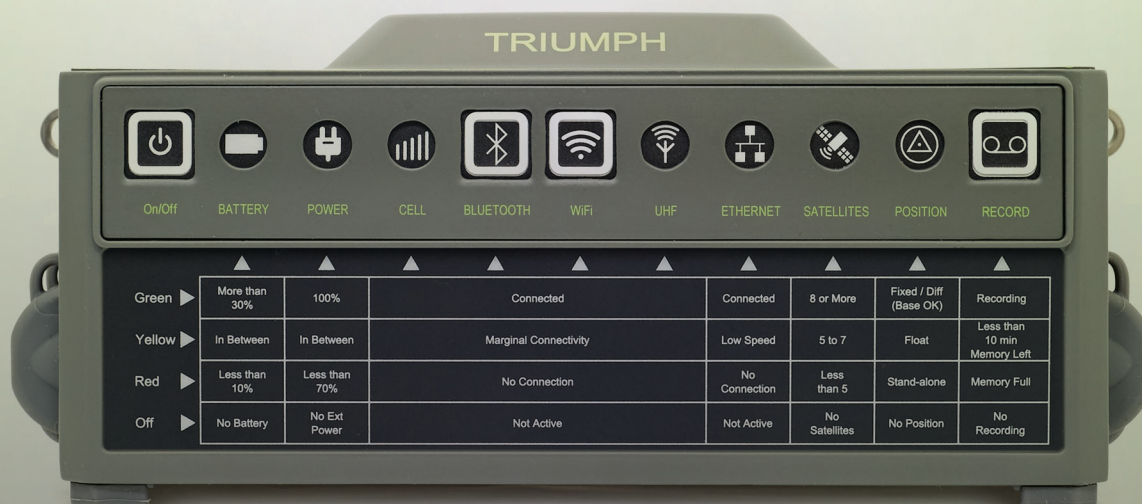 TRIUMPH
On/Off BATTERY POWER CELL BLUETOOTH WiFi UHF ETHERNET SATELLITES POSITION RECORD
Green More than 30% 100% Connected Connected 8 or More Fixed / Diff (Base OK) Recording
Yellow In Between In Between Marginal Connectivity Low Speed 5 to 7 Float Less than 10 min Memory Left
Red Less than 10% Less than 70% No Connection No Connection Less than 5 Stand-alone Memory Full
Off No Battery No Ext Power Not Active Not Active No Satellites No Position No Recording